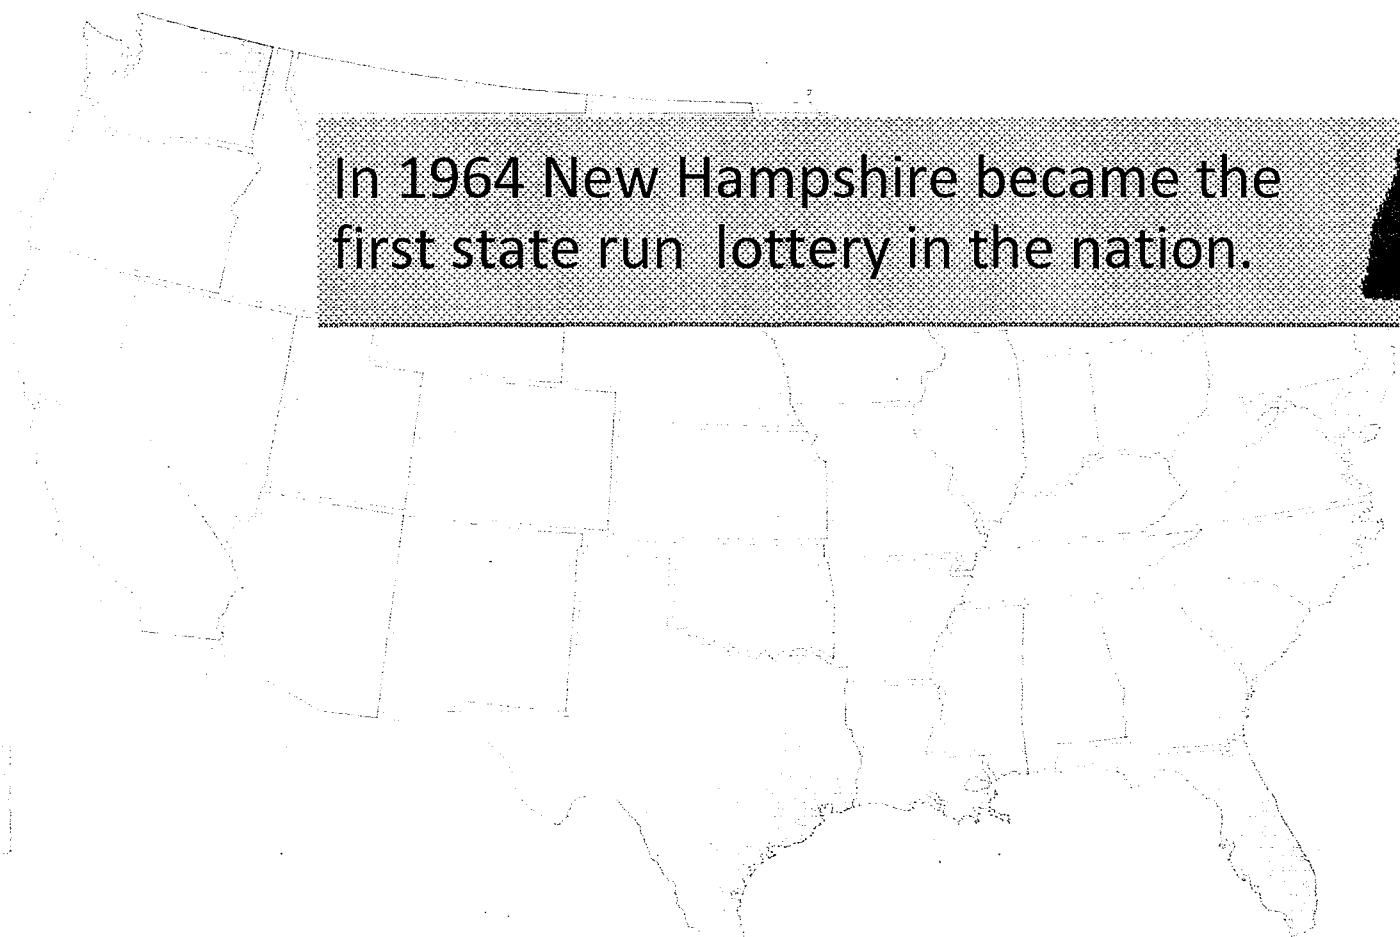 In 1964 New Hampshire became the
first state run  lottery in the nation.